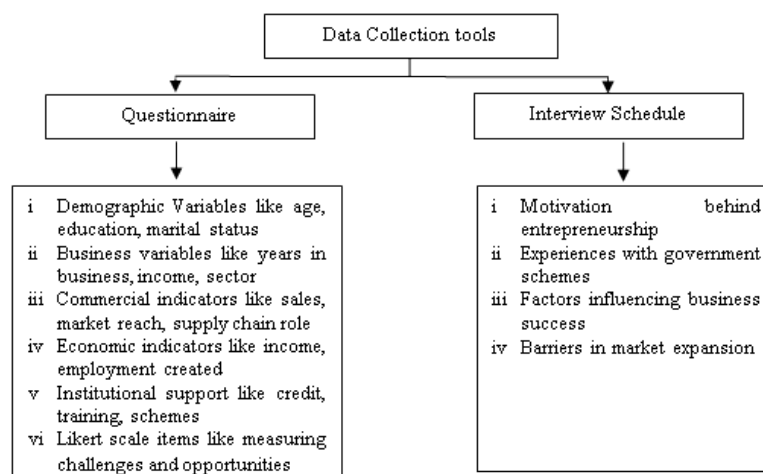 Data Collection tools
Questionnaire
Interview Schedule
i Demographic Variables like age,
education, marital status
ii Business variables like years in
business, income, sector
iii Commercial indicators like sales,
market reach, supply chain role
iv Economic indicators like income,
employment created
v Institutional support like credit,
training, schemes
vi Likert scale items like measuring
challenges and opportunities
i Motivation behind
entrepreneurship
ii Experiences with government
schemes
iii Factors influencing business
success
iv Barriers in market expansion